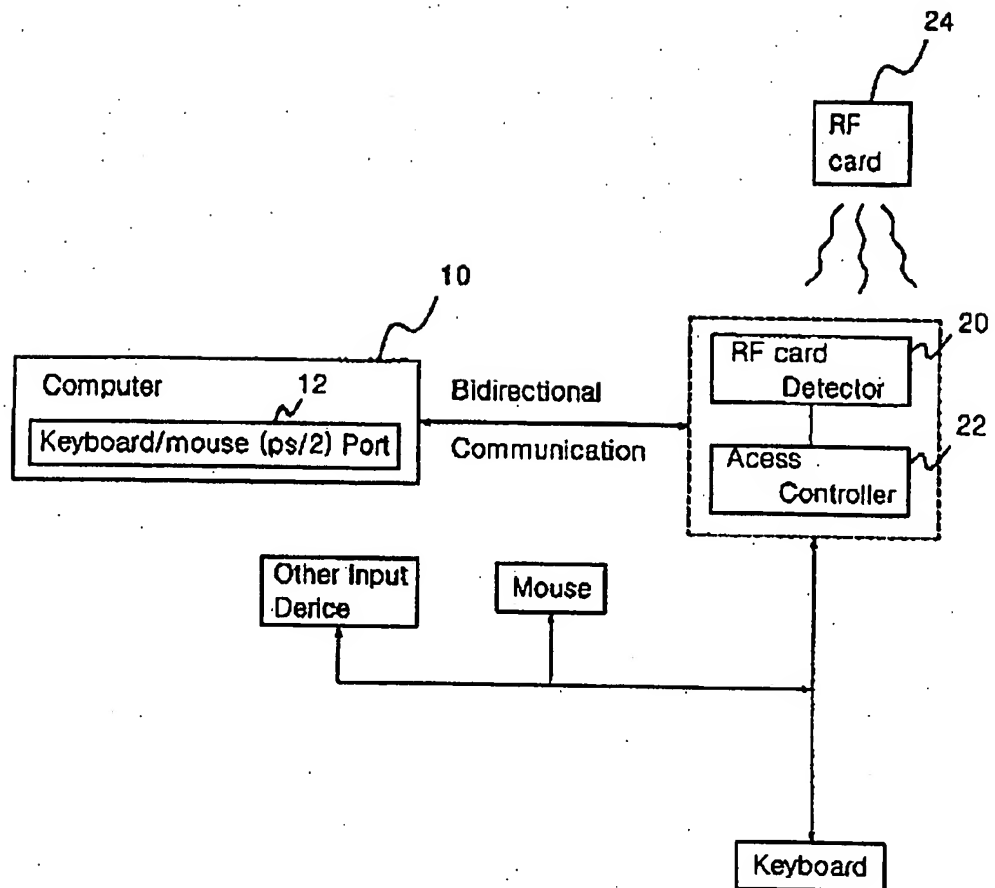 24
RF
card
10
20
RF card
Detector
Computer
12
Bidirectional
Keyboard/mouse (ps/2) Port
Communication
22
Acess
Controller
Other Input
Derice
Mouse
Keyboard